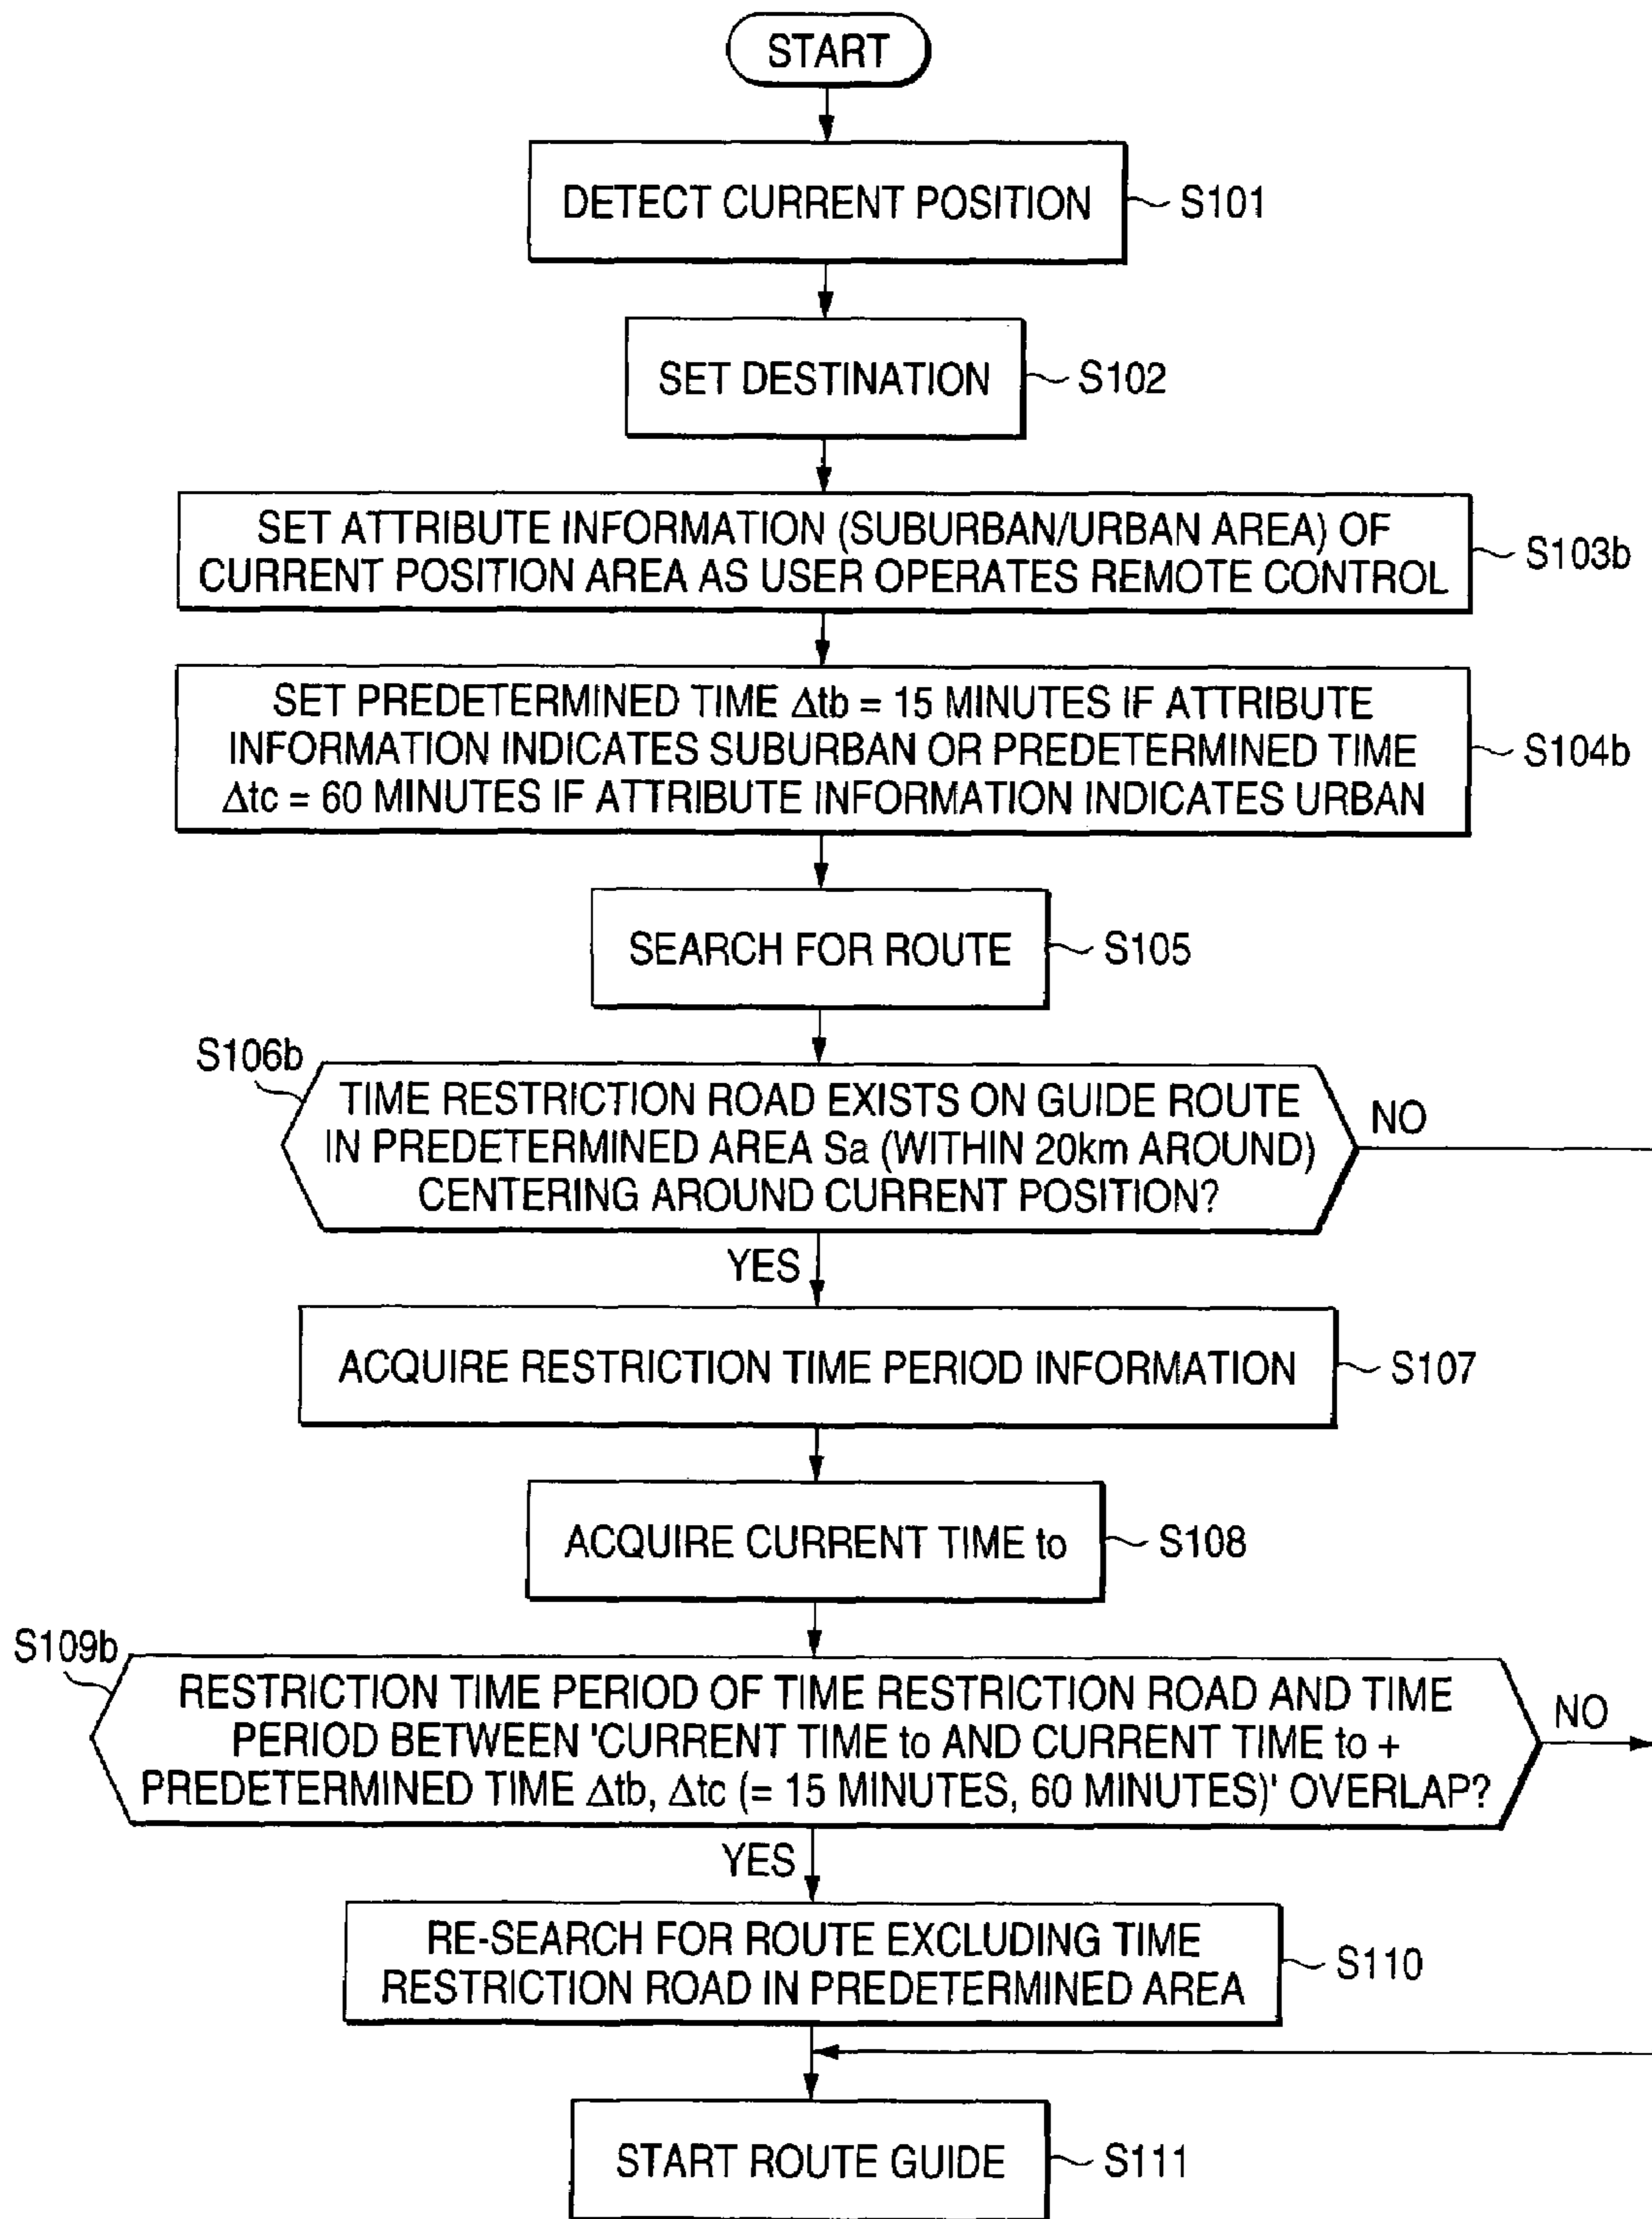 START
DETECT CURRENT POSITION
S101
SET DESTINATION
S102
SET ATTRIBUTE INFORMATION (SUBURBAN/URBAN AREA) OF
CURRENT POSITION AREA AS USER OPERATES REMOTE CONTROL
S103b
SET PREDETERMINED TIME Δtb = 15 MINUTES IF ATTRIBUTE
INFORMATION INDICATES SUBURBAN OR PREDETERMINED TIME
Δtc = 60 MINUTES IF ATTRIBUTE INFORMATION INDICATES URBAN
S104b
SEARCH FOR ROUTE
S105
S106b
TIME RESTRICTION ROAD EXISTS ON GUIDE ROUTE
IN PREDETERMINED AREA Sa (WITHIN 20km AROUND)
CENTERING AROUND CURRENT POSITION?
NO
YES
ACQUIRE RESTRICTION TIME PERIOD INFORMATION
S107
ACQUIRE CURRENT TIME to
S108
S109b
RESTRICTION TIME PERIOD OF TIME RESTRICTION ROAD AND TIME
PERIOD BETWEEN 'CURRENT TIME to AND CURRENT TIME to +
PREDETERMINED TIME Δtb, Δtc (= 15 MINUTES, 60 MINUTES)' OVERLAP?
NO
YES
RE-SEARCH FOR ROUTE EXCLUDING TIME
RESTRICTION ROAD IN PREDETERMINED AREA
S110
START ROUTE GUIDE
S111